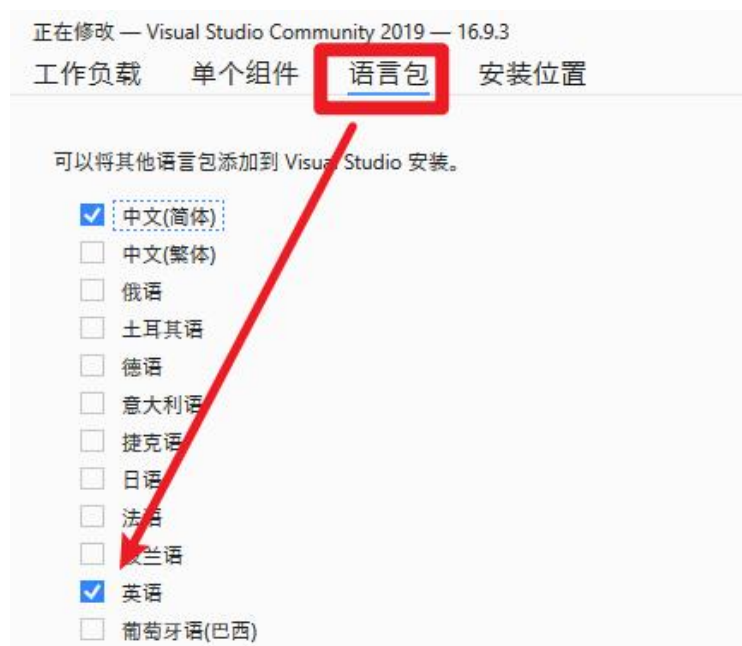 正在修改 — Visual Studio Community 2019 — 16.9.3
工作负载 单个组件 语言包 安装位置
可以将其他语言包添加到 Visual Studio 安装。
中文(简体)
中文(繁体)
俄语
土耳其语
德语
意大利语
捷克语
日语
法语
波兰语
英语
葡萄牙语(巴西)